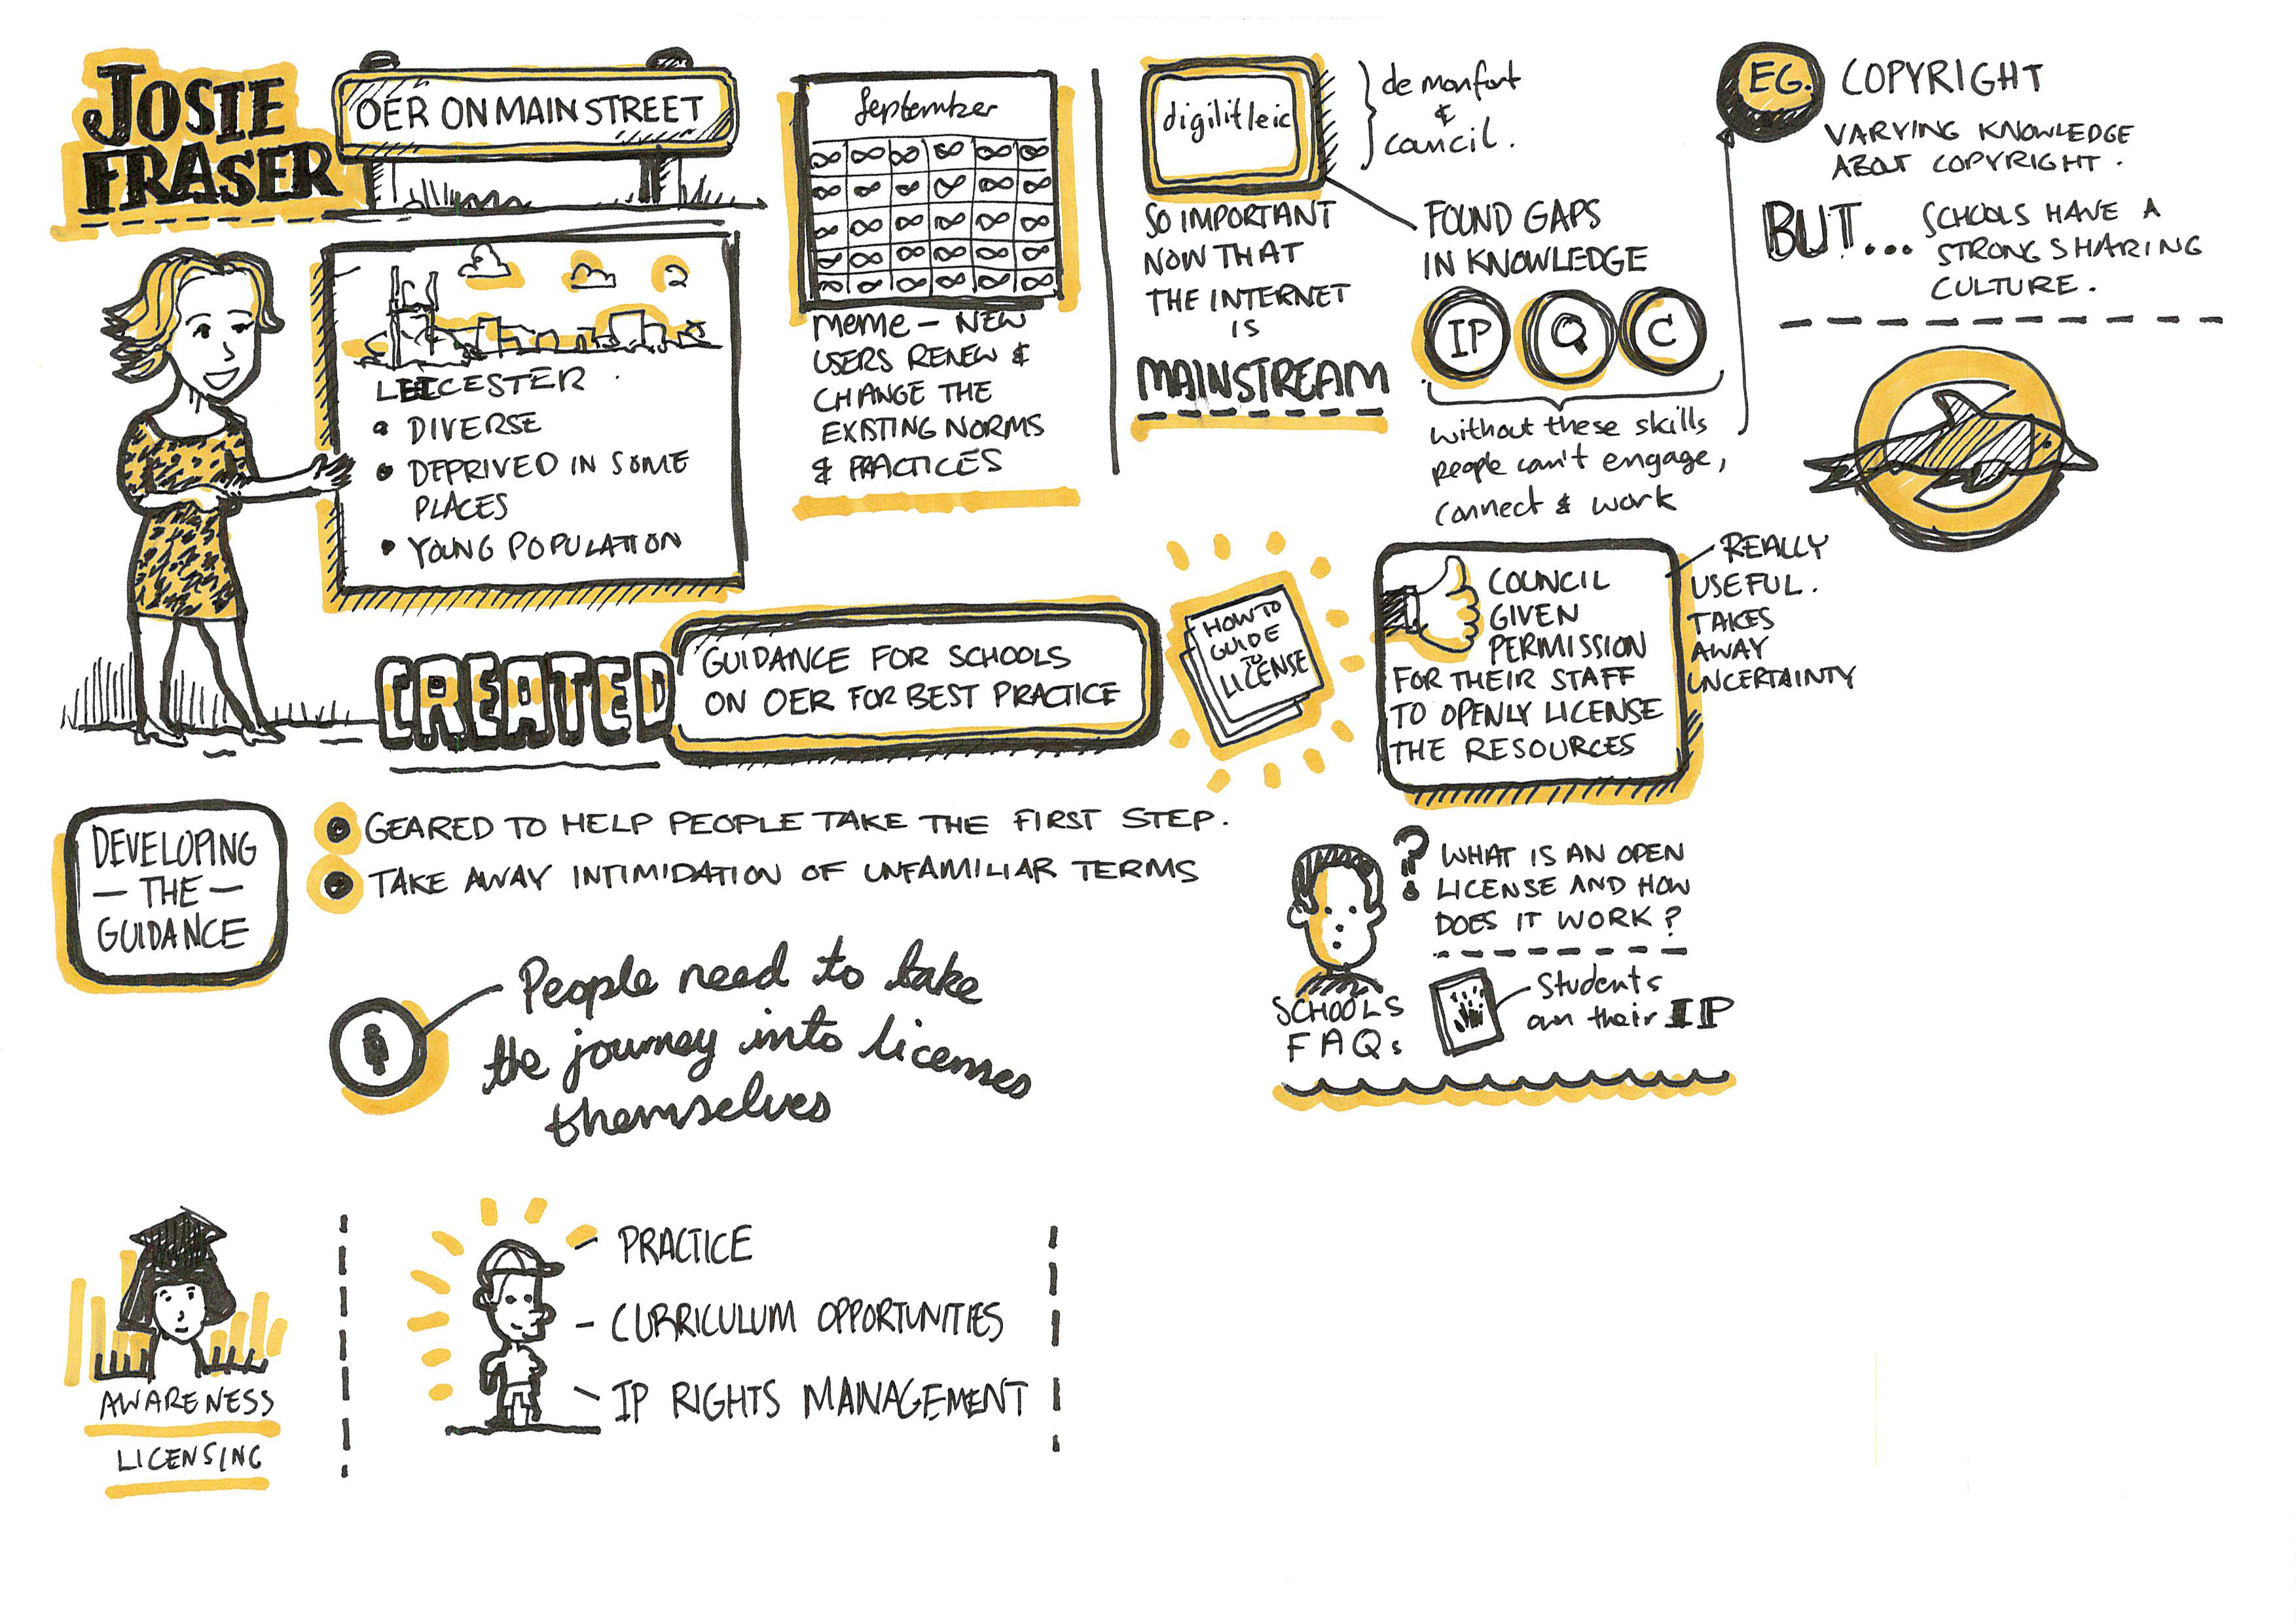 JOSIE
FRASER
OER ON MAIN STREET
LEICESTER
• DIVERSE
• DEPRIVED IN SOME
PLACES
• YOUNG POPULATION
September
MEME – NEW
USERS RENEW &
CHANGE THE
EXISTING NORMS
& PRACTICES
digilitleic
de monfort
&
council.
SO IMPORTANT
NOW THAT
THE INTERNET
IS
MAINSTREAM
FOUND GAPS
IN KNOWLEDGE
IP Q C
without these skills
people can't engage,
connect & work
EG. COPYRIGHT
VARYING KNOWLEDGE
ABOUT COPYRIGHT.
BUT... SCHOOLS HAVE A
STRONG SHARING
CULTURE.
CREATED
GUIDANCE FOR SCHOOLS
ON OER FOR BEST PRACTICE
HOW TO
GUIDE
TO
LICENSE
COUNCIL
GIVEN
PERMISSION
FOR THEIR STAFF
TO OPENLY LICENSE
THE RESOURCES
REALLY
USEFUL.
TAKES
AWAY
UNCERTAINTY
DEVELOPING
– THE –
GUIDANCE
GEARED TO HELP PEOPLE TAKE THE FIRST STEP.
TAKE AWAY INTIMIDATION OF UNFAMILIAR TERMS
People need to take
the journey into licenses
themselves
? WHAT IS AN OPEN
LICENSE AND HOW
DOES IT WORK?
Students
own their IP
SCHOOLS
FAQs
AWARENESS
LICENSING
– PRACTICE
– CURRICULUM OPPORTUNITIES
– IP RIGHTS MANAGEMENT